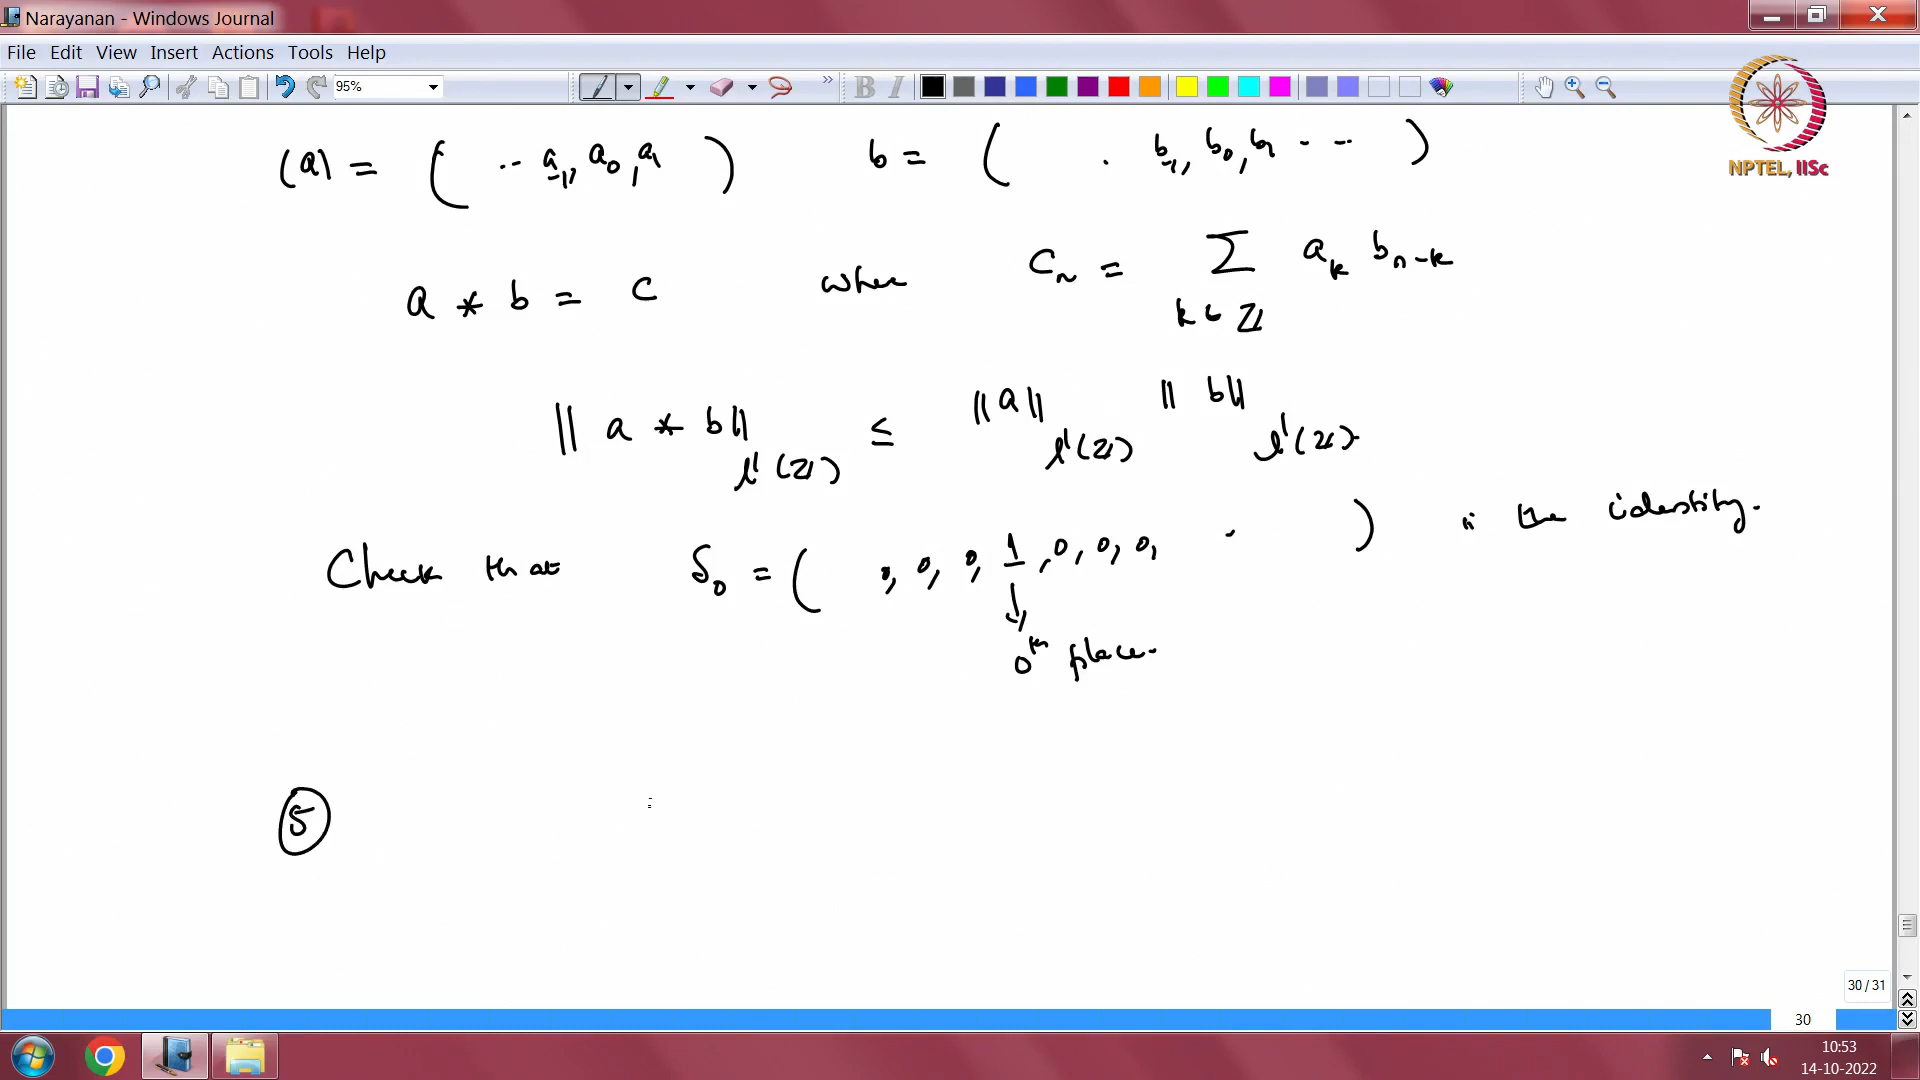 Narayanan - Windows Journal
File Edit View Insert Actions Tools Help
95%
NPTEL, IISc
(a) = ( ·· a₋₁, a₀, a₁ ) b = ( . b₋₁, b₀, b₁ - -- )
a * b = c where Cₙ = Σ aₖ bₙ₋ₖ
k ∈ ℤ
|| a * b||_{l¹(ℤ)} ≤ ||a||_{l¹(ℤ)} || b||_{l¹(ℤ)}
Check that δ₀ = ( 0, 0, 0, 1, 0, 0, 0, . ) is the identity.
0th place.
5
30 / 31
30
10:53
14-10-2022